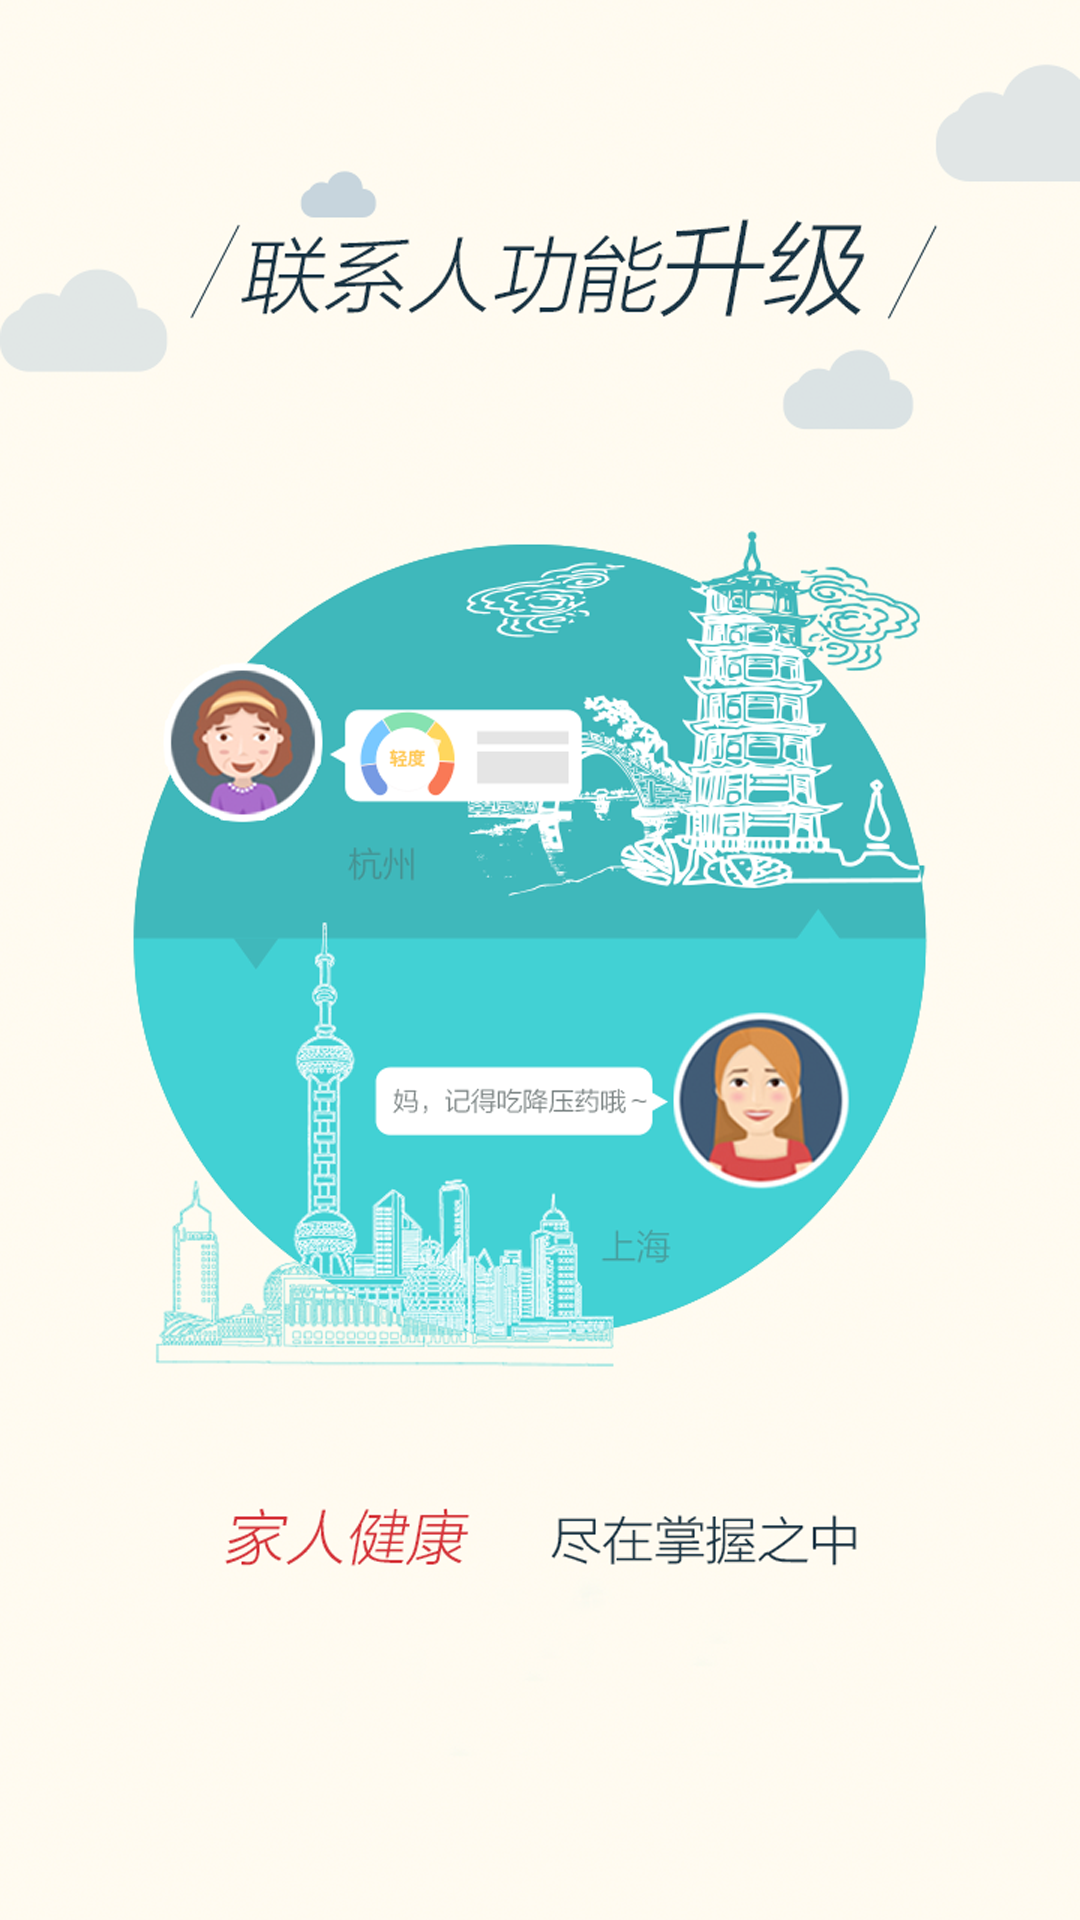 联系人功能升级
轻度
杭州
妈，记得吃降压药哦~
上海
家人健康 尽在掌握之中